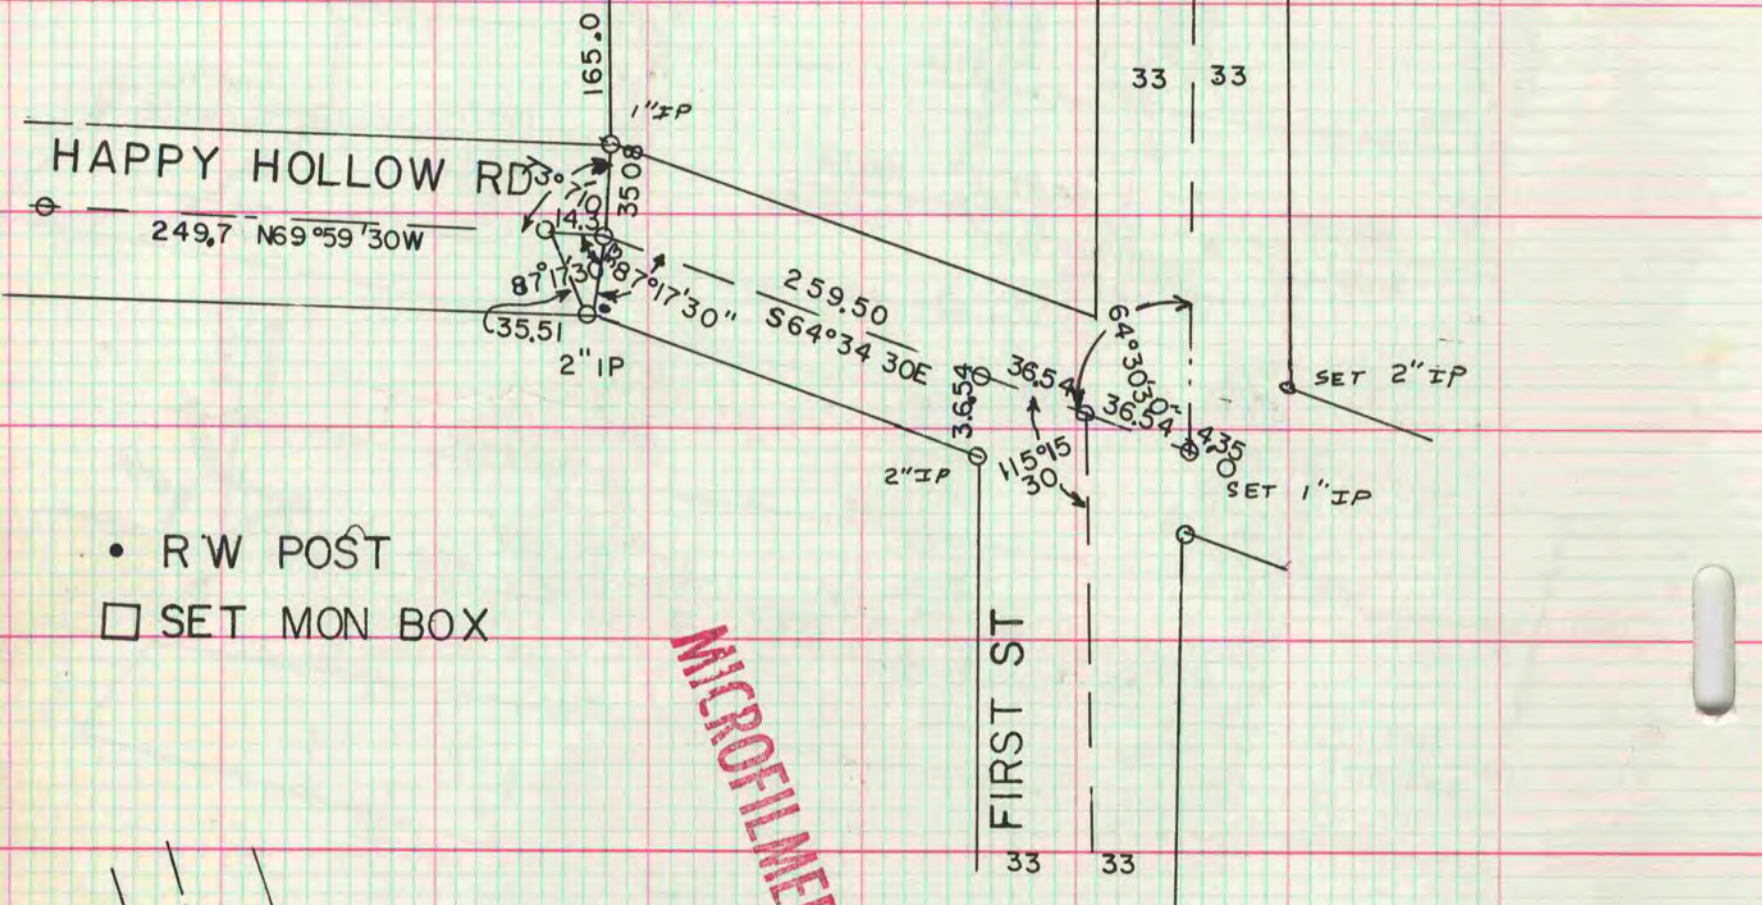 165.0
33 33
1"IP
HAPPY HOLLOW RD
35.08
14.3
249.7 N69°59'30W
87°17'30
87°17'30"
259.50
S64°34 30E
(35.51
2"IP
64°30'30"
36.54
36.54
36.54
4.35
SET 2"IP
SET 1"IP
2"IP
115°15
30
• R W POST
□ SET MON BOX
FIRST ST
33 33